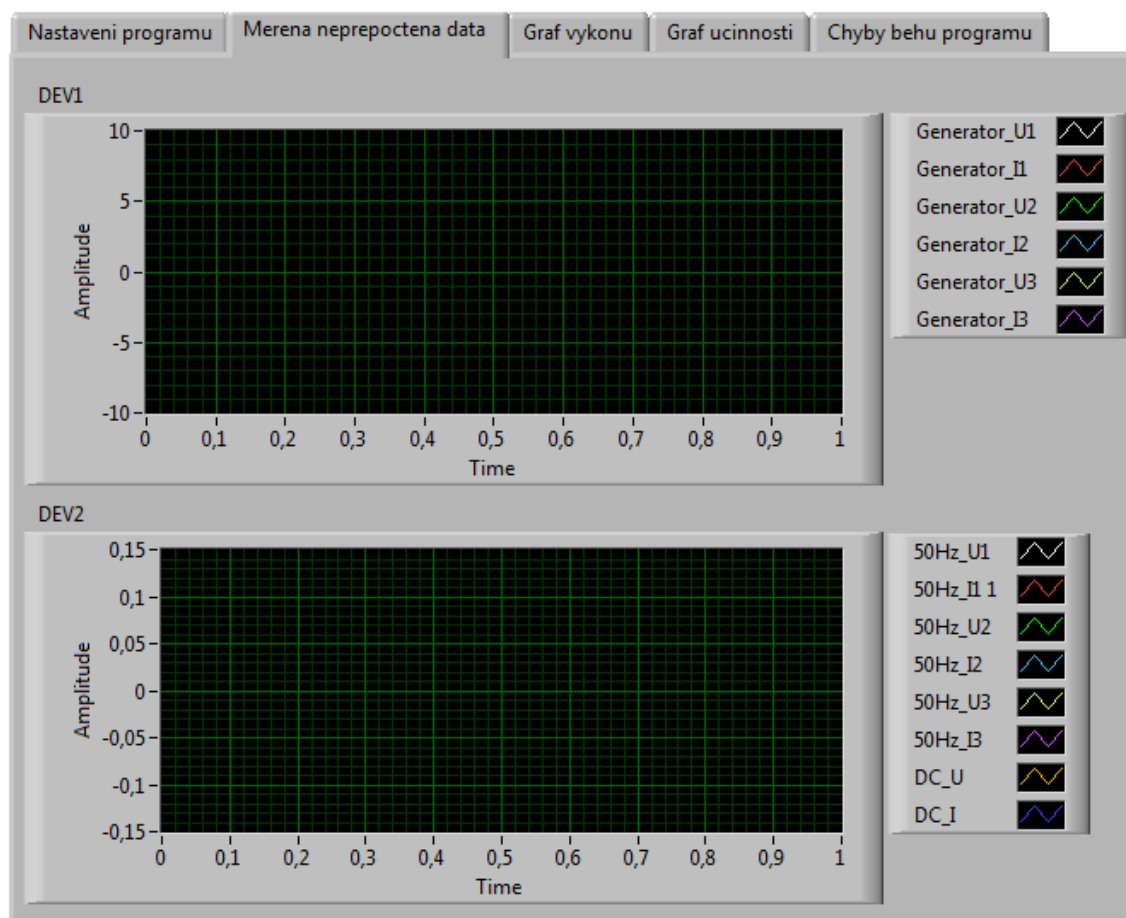 Nastaveni programu Merena neprepoctena data Graf vykonu Graf ucinnosti Chyby behu programu
DEV1
Amplitude
10
5
0
-5
-10
0 0,1 0,2 0,3 0,4 0,5 0,6 0,7 0,8 0,9 1
Time
Generator_U1
Generator_I1
Generator_U2
Generator_I2
Generator_U3
Generator_I3
DEV2
Amplitude
0,15
0,1
0,05
0
-0,05
-0,1
-0,15
0 0,1 0,2 0,3 0,4 0,5 0,6 0,7 0,8 0,9 1
Time
50Hz_U1
50Hz_I1 1
50Hz_U2
50Hz_I2
50Hz_U3
50Hz_I3
DC_U
DC_I